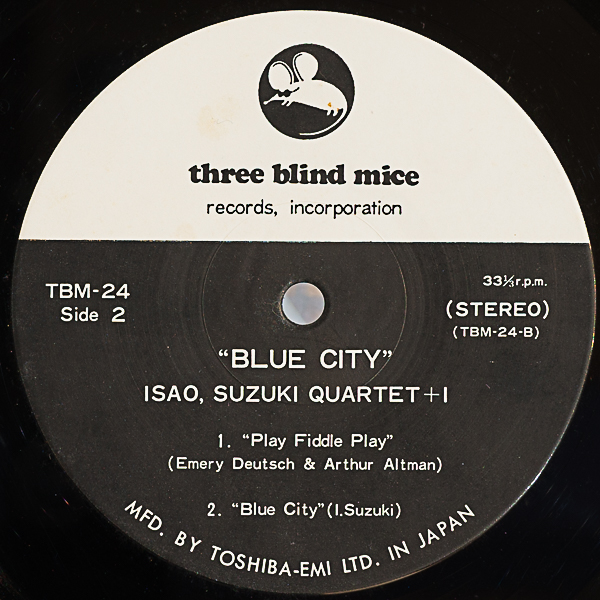 three blind mice
records, incorporation
TBM-24
Side 2
33⅓r.p.m.
(STEREO)
(TBM-24-B)
“BLUE CITY”
ISAO, SUZUKI QUARTET+1
1. “Play Fiddle Play”
(Emery Deutsch & Arthur Altman)
2. “Blue City”(I.Suzuki)
MFD. BY TOSHIBA-EMI LTD. IN JAPAN